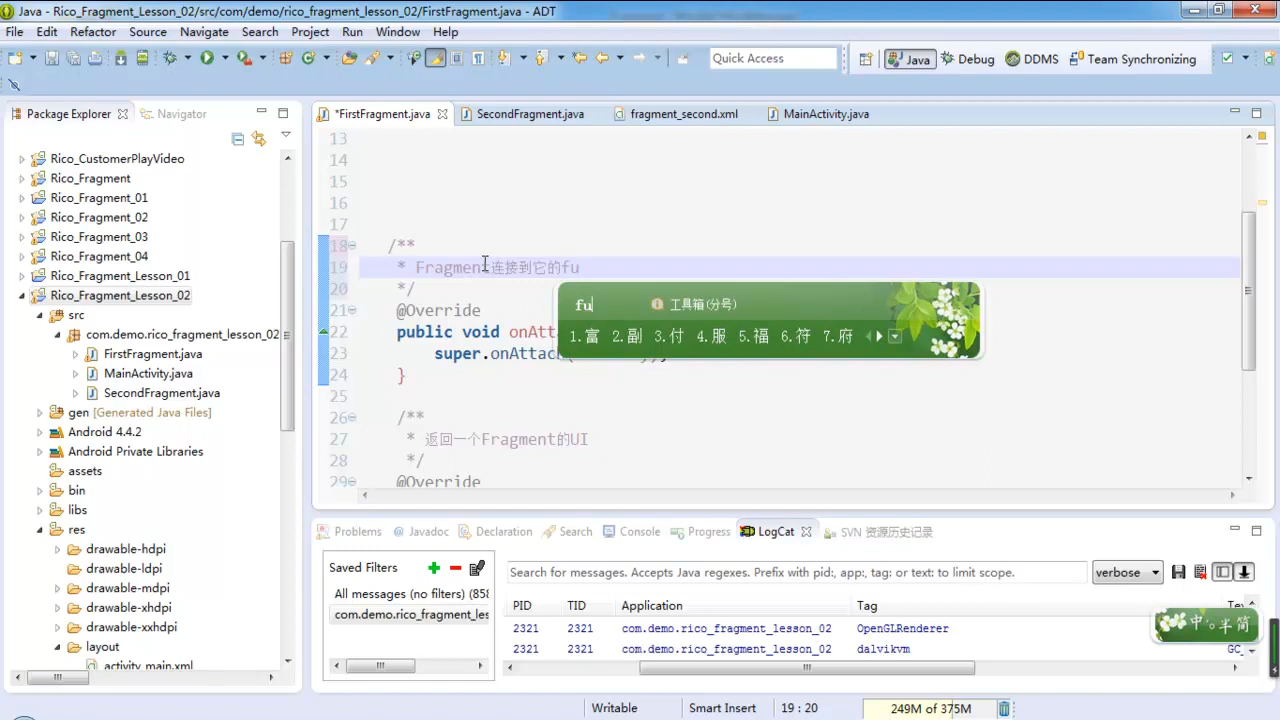 Java - Rico_Fragment_Lesson_02/src/com/demo/rico_fragment_lesson_02/FirstFragment.java - ADT
File Edit Refactor Source Navigate Search Project Run Window Help
Quick Access
Java
Debug
DDMS
Team Synchronizing
Package Explorer
Navigator
Rico_CustomerPlayVideo
Rico_Fragment
Rico_Fragment_01
Rico_Fragment_02
Rico_Fragment_03
Rico_Fragment_04
Rico_Fragment_Lesson_01
Rico_Fragment_Lesson_02
src
com.demo.rico_fragment_lesson_02
FirstFragment.java
MainActivity.java
SecondFragment.java
gen [Generated Java Files]
Android 4.4.2
Android Private Libraries
assets
bin
libs
res
drawable-hdpi
drawable-ldpi
drawable-mdpi
drawable-xhdpi
drawable-xxhdpi
layout
activity_main.xml
*FirstFragment.java
SecondFragment.java
fragment_second.xml
MainActivity.java
13
14
15
16
17
18 /**
19 * Fragment连接到它的fu
20 */
21 @Override
22 public void onAtt
23 super.onAttach(
24 }
25
26 /**
27 * 返回一个Fragment的UI
28 */
29 @Override
fu
工具箱(分号)
1.富 2.副 3.付 4.服 5.福 6.符 7.府
Problems
Javadoc
Declaration
Search
Console
Progress
LogCat
SVN 资源历史记录
Saved Filters
All messages (no filters) (858
com.demo.rico_fragment_les
Search for messages. Accepts Java regexes. Prefix with pid:, app:, tag: or text: to limit scope.
verbose
PID TID Application Tag
2321 2321 com.demo.rico_fragment_lesson_02 OpenGLRenderer
2321 2321 com.demo.rico_fragment_lesson_02 dalvikvm GC_
中 半 简
Writable
Smart Insert
19 : 20
249M of 375M